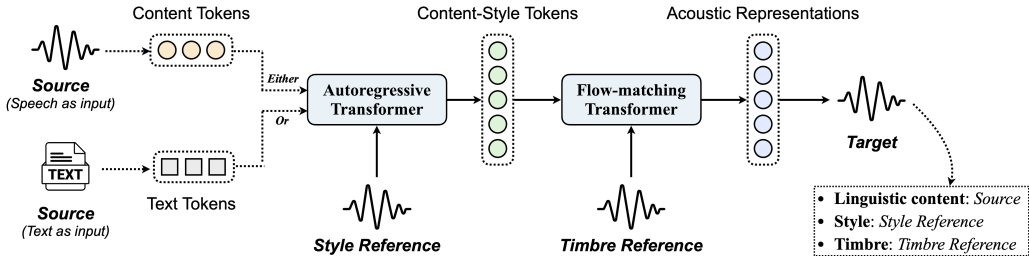 Content Tokens
Content-Style Tokens
Acoustic Representations
Source
(Speech as input)
Either
Or
Autoregressive
Transformer
Flow-matching
Transformer
Target
TEXT
Source
(Text as input)
Text Tokens
Style Reference
Timbre Reference
• Linguistic content: Source
• Style: Style Reference
• Timbre: Timbre Reference